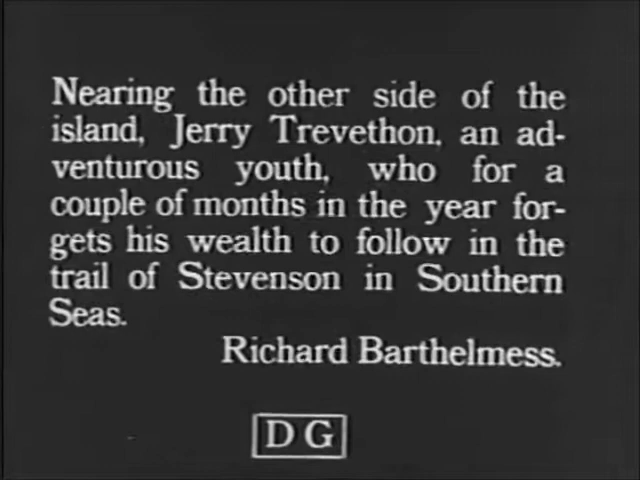 Nearing the other side of the
island, Jerry Trevethon, an ad-
venturous youth, who for a
couple of months in the year for-
gets his wealth to follow in the
trail of Stevenson in Southern
Seas.
Richard Barthelmess.
DG